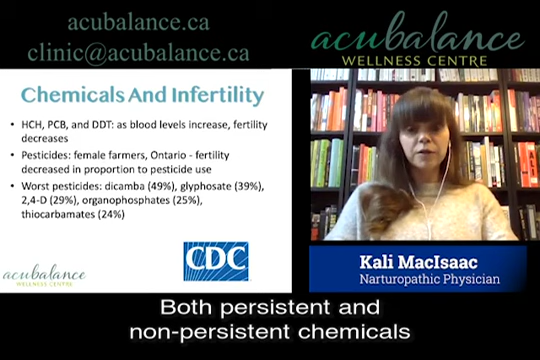 acubalance.ca
clinic@acubalance.ca
acubalance
WELLNESS CENTRE
Chemicals And Infertility
• HCH, PCB, and DDT: as blood levels increase, fertility
decreases
• Pesticides: female farmers, Ontario - fertility
decreased in proportion to pesticide use
• Worst pesticides: dicamba (49%), glyphosate (39%),
2,4-D (29%), organophosphates (25%),
thiocarbamates (24%)
acubalance
WELLNESS CENTRE
CDC
Kali MacIsaac
Narturopathic Physician
Both persistent and
non-persistent chemicals